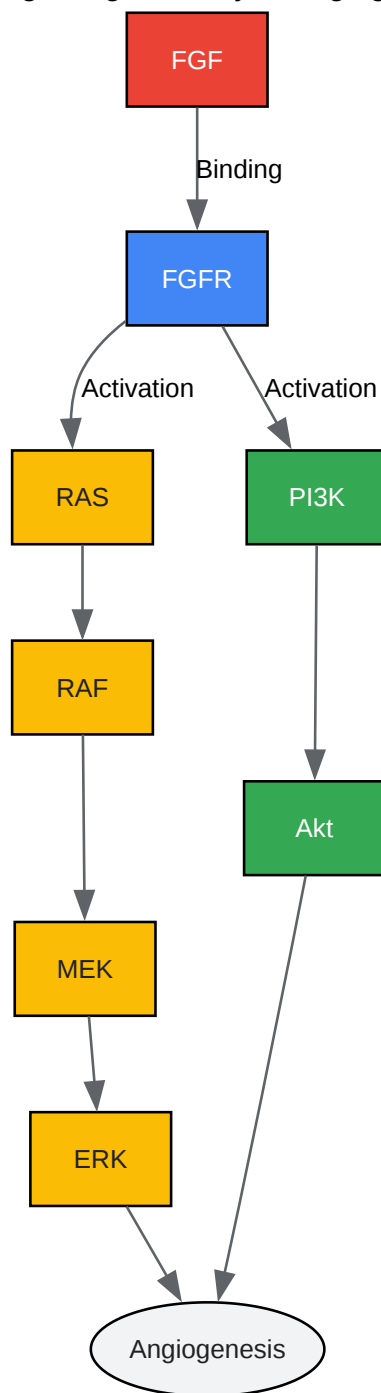 FGF
Binding
FGFR
Activation
Activation
RAS
PI3K
RAF
Akt
MEK
ERK
Angiogenesis